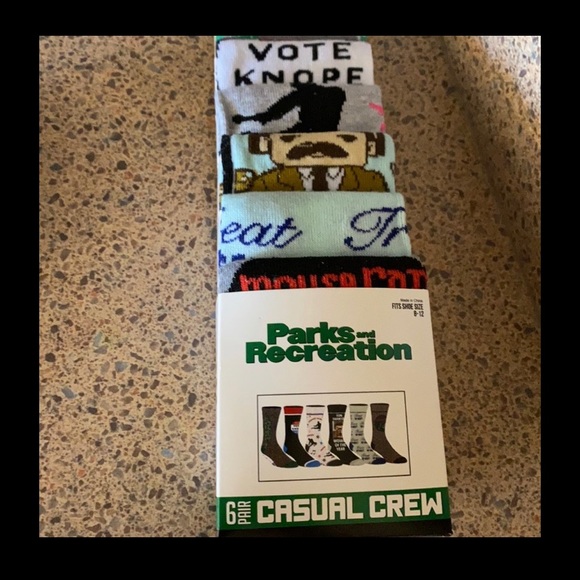 VOTE
KNOPE
eat Tr
mouse rat
Made in China
FITS SHOE SIZE
8-12
Parks and
Recreation
6 PAIR CASUAL CREW